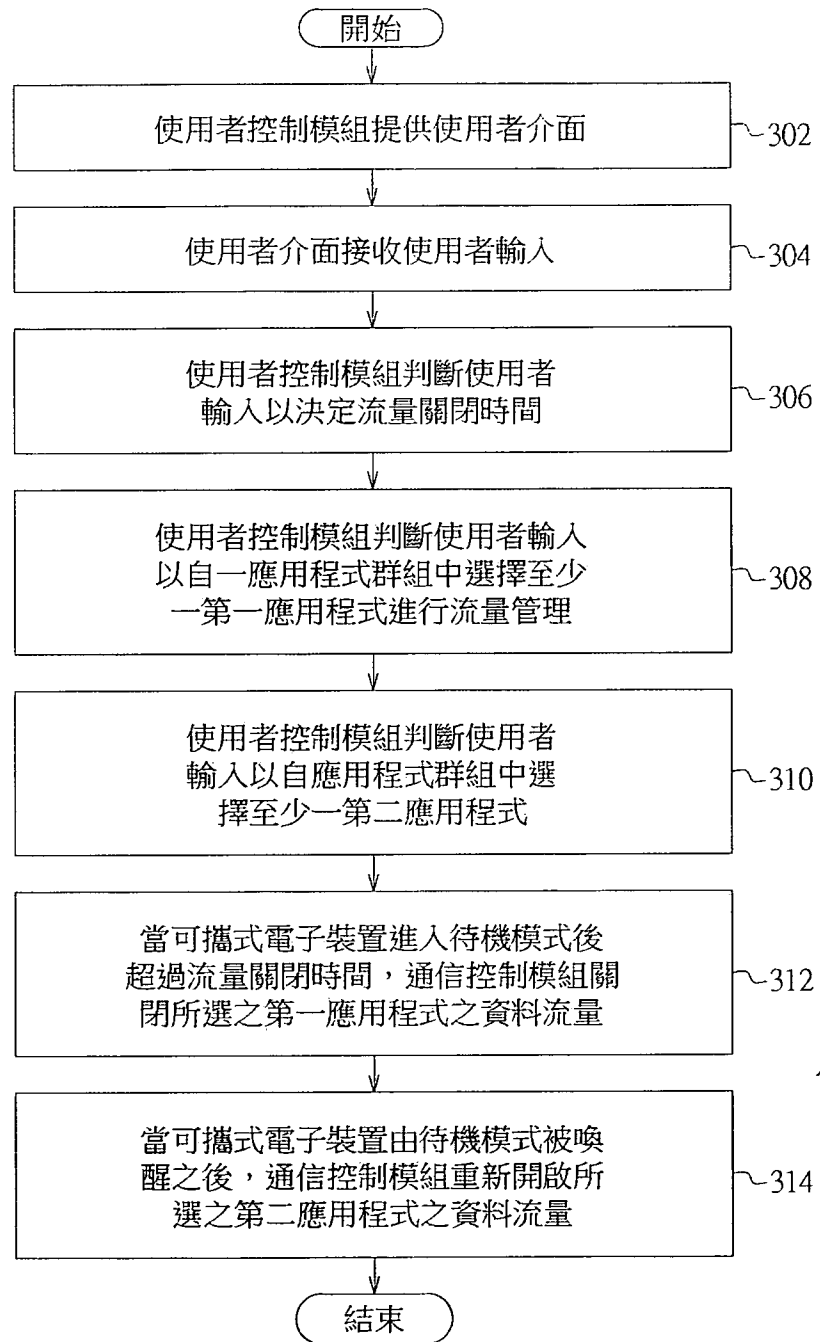 開始
使用者控制模組提供使用者介面
302
使用者介面接收使用者輸入
304
使用者控制模組判斷使用者
輸入以決定流量關閉時間
306
使用者控制模組判斷使用者輸入
以自一應用程式群組中選擇至少
一第一應用程式進行流量管理
308
使用者控制模組判斷使用者
輸入以自應用程式群組中選
擇至少一第二應用程式
310
當可攜式電子裝置進入待機模式後
超過流量關閉時間，通信控制模組關
閉所選之第一應用程式之資料流量
312
當可攜式電子裝置由待機模式被喚
醒之後，通信控制模組重新開啟所
選之第二應用程式之資料流量
314
結束